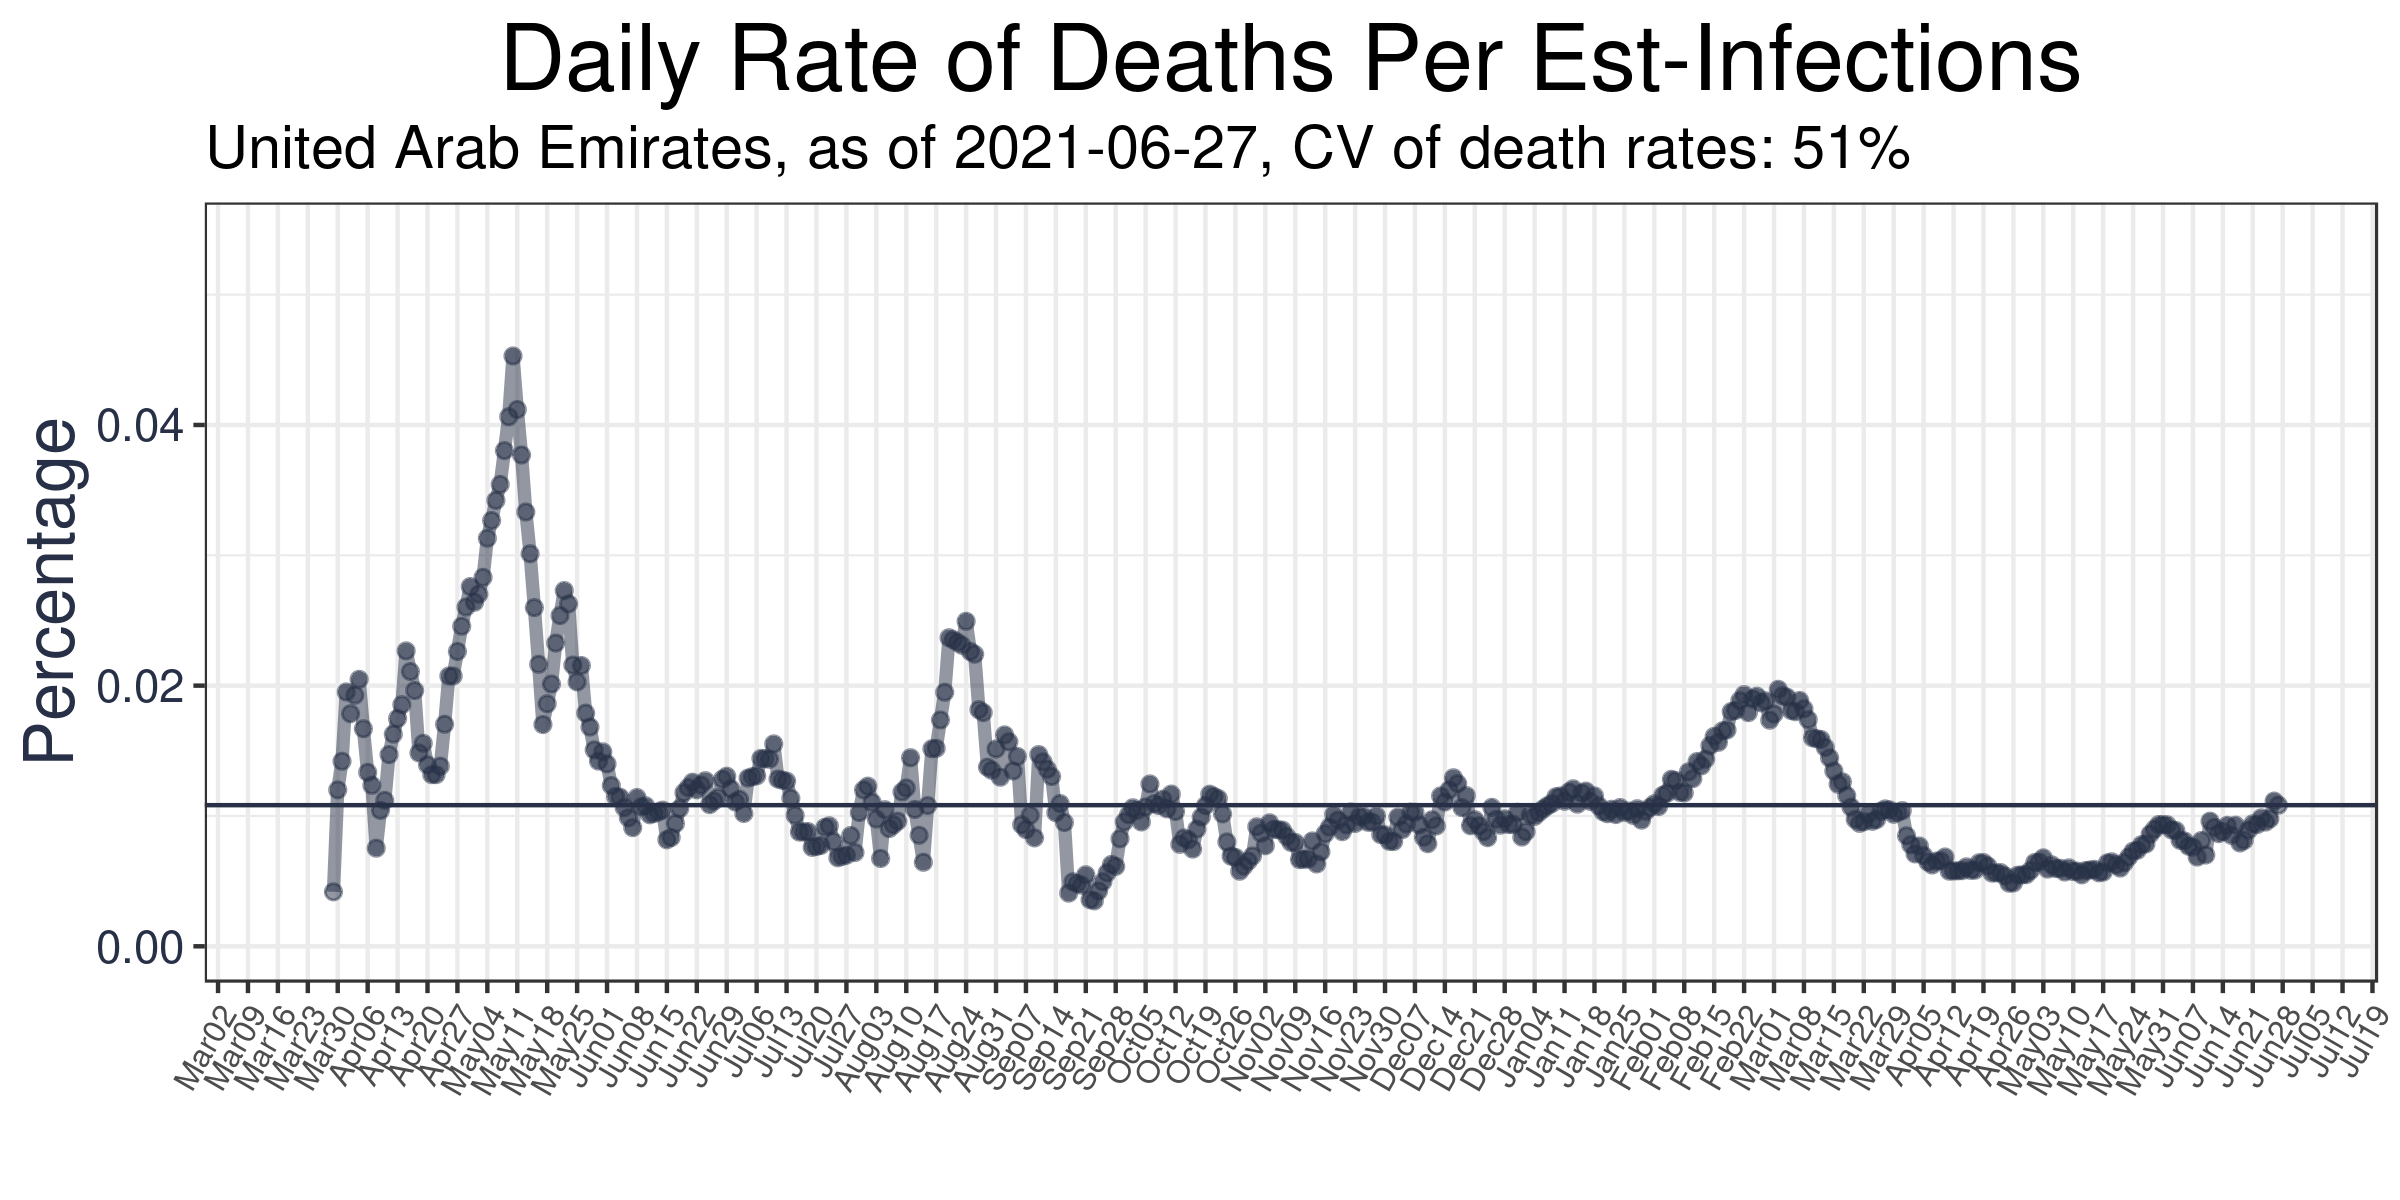 Daily Rate of Deaths Per Est-Infections
United Arab Emirates, as of 2021-06-27, CV of death rates: 51%
Percentage
0.04
0.02
0.00
Mar02 Mar09 Mar16 Mar23 Mar30 Apr06 Apr13 Apr20 Apr27 May04 May11 May18 May25 Jun01 Jun08 Jun15 Jun22 Jun29 Jul06 Jul13 Jul20 Jul27 Aug03 Aug10 Aug17 Aug24 Aug31 Sep07 Sep14 Sep21 Sep28 Oct05 Oct12 Oct19 Oct26 Nov02 Nov09 Nov16 Nov23 Nov30 Dec07 Dec14 Dec21 Dec28 Jan04 Jan11 Jan18 Jan25 Feb01 Feb08 Feb15 Feb22 Mar01 Mar08 Mar15 Mar22 Mar29 Apr05 Apr12 Apr19 Apr26 May03 May10 May17 May24 May31 Jun07 Jun14 Jun21 Jun28 Jul05 Jul12 Jul19